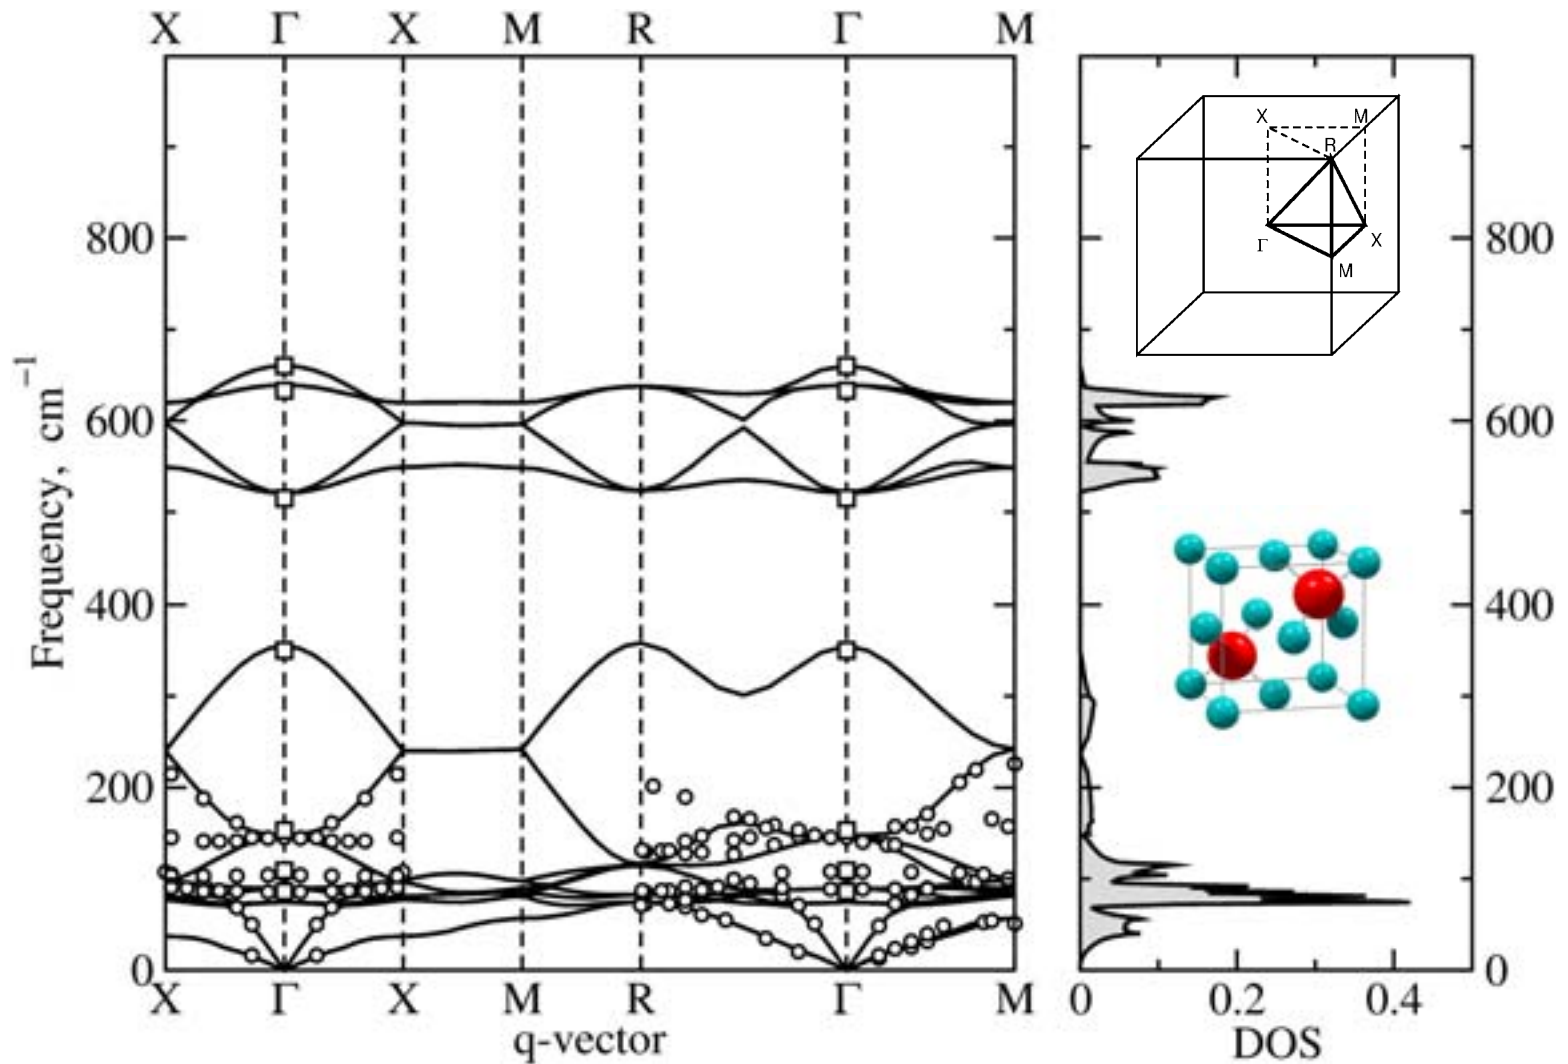 X Γ X M R Γ M
Frequency, cm⁻¹
800
600
400
200
0
X Γ X M R Γ M
q-vector
X M
R
Γ X
M
800
600
400
200
0
0 0.2 0.4
DOS